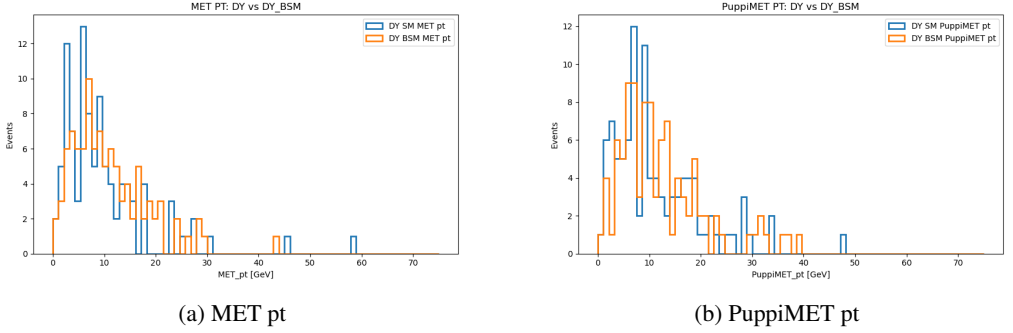 MET PT: DY vs DY_BSM
DY SM MET pt
DY BSM MET pt
Events
12
10
8
6
4
2
0
0 10 20 30 40 50 60 70
MET_pt [GeV]
(a) MET pt
PuppiMET PT: DY vs DY_BSM
DY SM PuppiMET pt
DY BSM PuppiMET pt
Events
12
10
8
6
4
2
0
0 10 20 30 40 50 60 70
PuppiMET_pt [GeV]
(b) PuppiMET pt